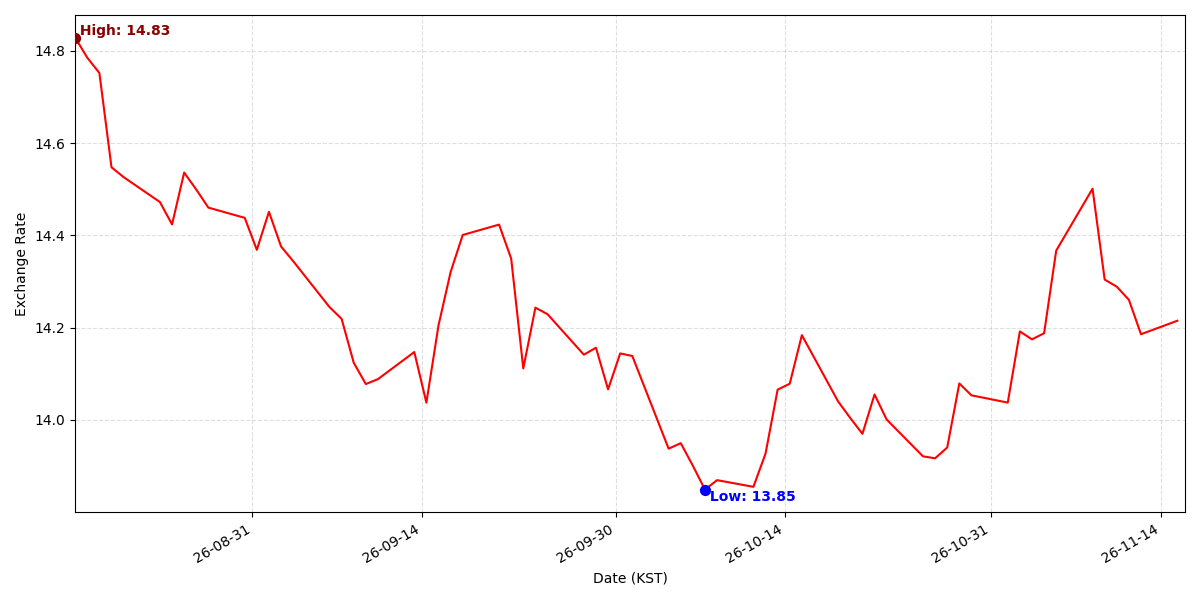 High: 14.83
14.8
14.6
14.4
14.2
14.0
Exchange Rate
Low: 13.85
26-08-31
26-09-14
26-09-30
26-10-14
26-10-31
26-11-14
Date (KST)